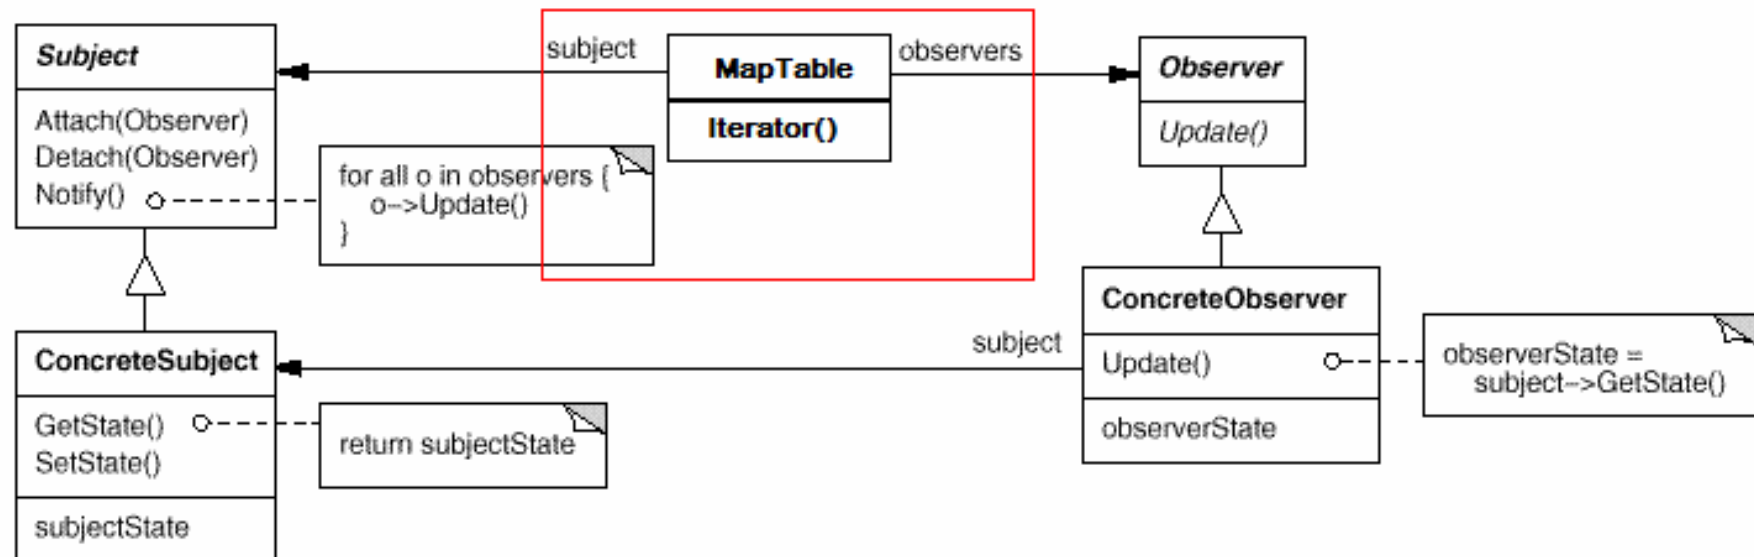 Subject
Attach(Observer)
Detach(Observer)
Notify()
for all o in observers {
o->Update()
}
subject
MapTable
Iterator()
observers
Observer
Update()
ConcreteSubject
GetState()
SetState()
subjectState
return subjectState
subject
ConcreteObserver
Update()
observerState
observerState =
subject->GetState()